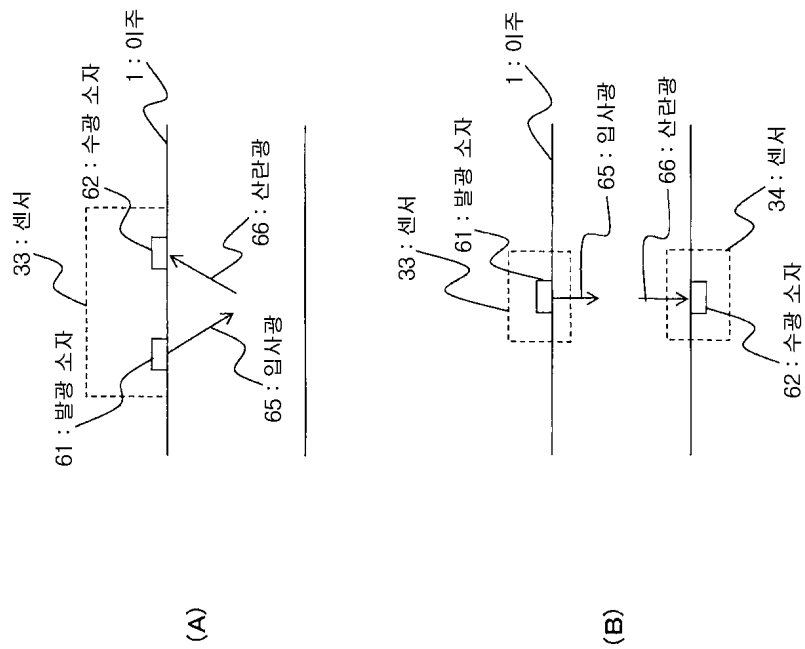 (A)
33 : 센서
61 : 발광 소자
62 : 수광 소자
1 : 이주
65 : 입사광
66 : 산란광
(B)
33 : 센서
61 : 발광 소자
1 : 이주
65 : 입사광
66 : 산란광
62 : 수광 소자
34 : 센서